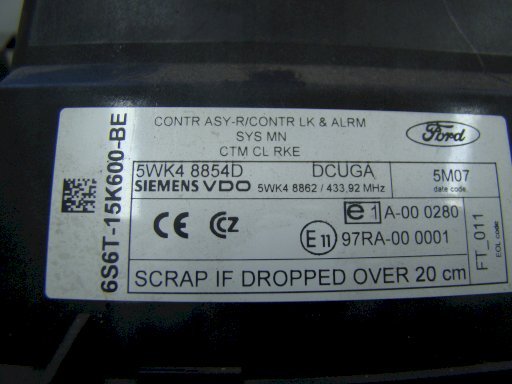 CONTR ASY-R/CONTR LK & ALRM
SYS MN
CTM CL RKE
Ford
6S6T-15K600-BE
5WK4 8854D DCUGA
SIEMENS VDO 5WK4 8862 / 433,92 MHz
5M07
date code
CE CZ
e1 A-00 0280
E11 97RA-00 0001
FT_011
EOL code
SCRAP IF DROPPED OVER 20 cm